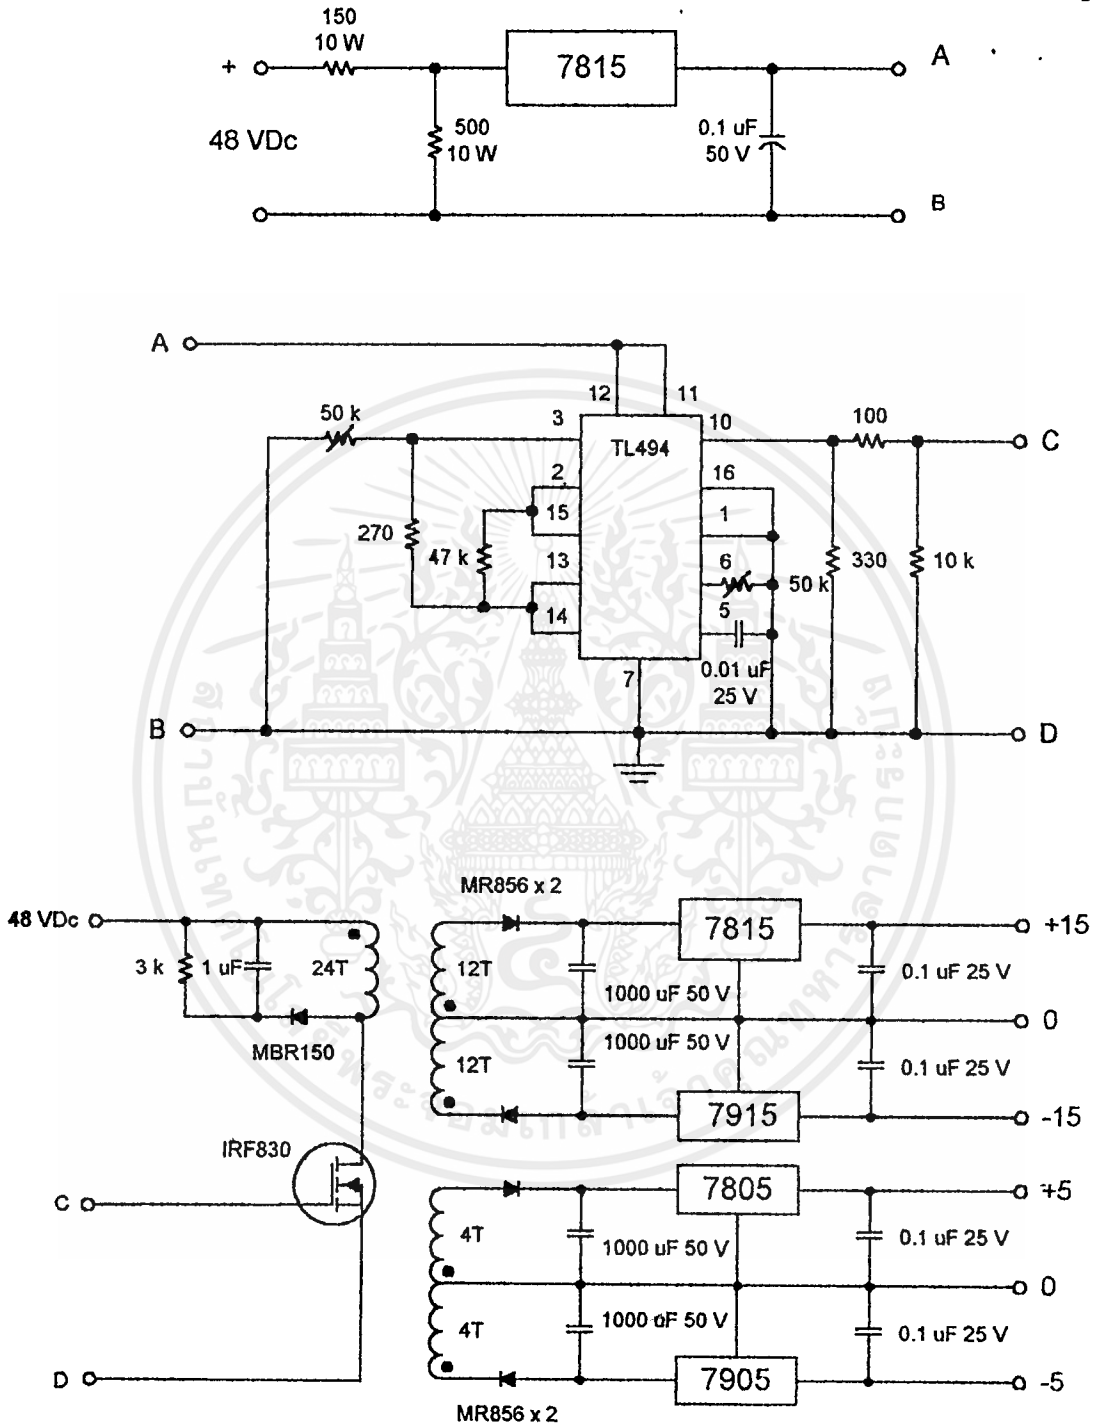 150
10 W
+
7815
A
48 VDc
500
10 W
0.1 uF
50 V
B
A
12
11
50 k
3
10
100
C
TL494
2
16
15
1
270
47 k
13
6
50 k
330
10 k
14
5
7
0.01 uF
25 V
B
D
MR856 x 2
48 VDc
7815
+15
3 k
1 uF
24T
12T
1000 uF 50 V
0.1 uF 25 V
0
MBR150
12T
1000 uF 50 V
0.1 uF 25 V
7915
-15
IRF830
7805
+5
C
4T
1000 uF 50 V
0.1 uF 25 V
0
4T
1000 uF 50 V
0.1 uF 25 V
D
7905
-5
MR856 x 2